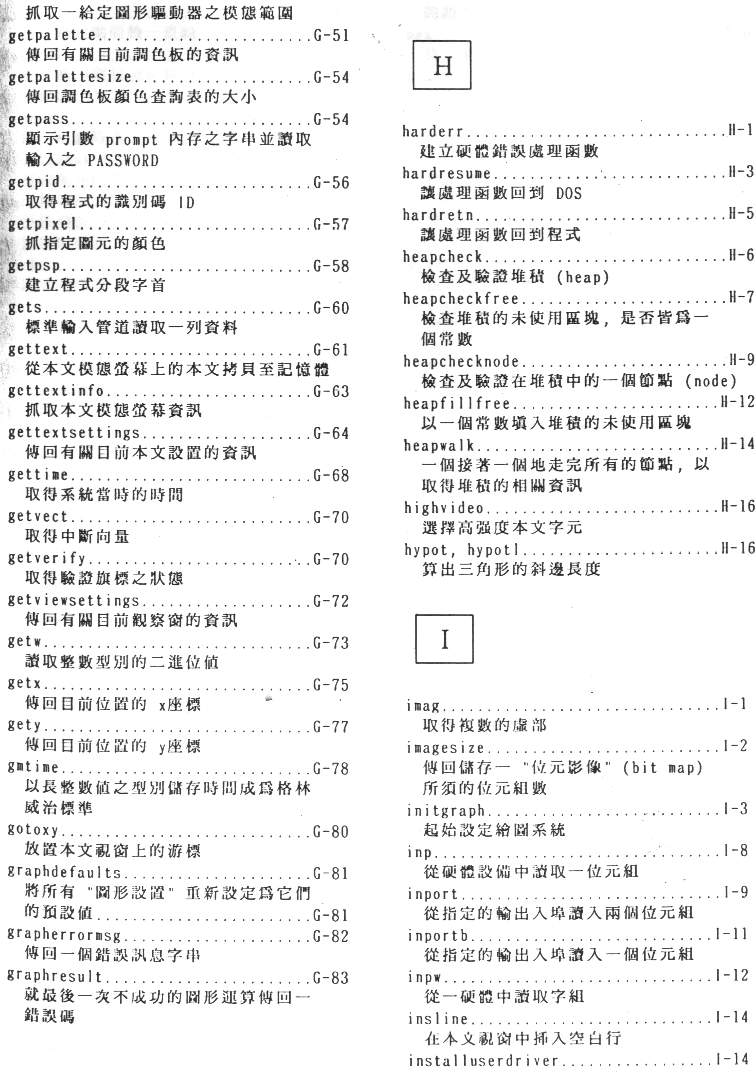 抓取一給定圖形驅動器之模態範圍
getpalette....................G-51
傳回有關目前調色板的資訊
getpalettesize................G-54
傳回調色板顏色查詢表的大小
getpass.......................G-54
顯示引數 prompt 內存之字串並讀取
輸入之 PASSWORD
getpid........................G-56
取得程式的識別碼 ID
getpixel......................G-57
抓指定圖元的顏色
getpsp........................G-58
建立程式分段字首
gets..........................G-60
標準輸入管道讀取一列資料
gettext.......................G-61
從本文模態螢幕上的本文拷貝至記憶體
gettextinfo...................G-63
抓取本文模態螢幕資訊
gettextsettings...............G-64
傳回有關目前本文設置的資訊
gettime.......................G-68
取得系統當時的時間
getvect.......................G-70
取得中斷向量
getverify.....................G-70
取得驗證旗標之狀態
getviewsettings...............G-72
傳回有關目前觀察窗的資訊
getw..........................G-73
讀取整數型別的二進位值
getx..........................G-75
傳回目前位置的 x座標
gety..........................G-77
傳回目前位置的 y座標
gmtime........................G-78
以長整數值之型別儲存時間成爲格林
威治標準
gotoxy........................G-80
放置本文視窗上的游標
graphdefaults.................G-81
將所有 "圖形設置" 重新設定爲它們
的預設値......................G-81
grapherrormsg.................G-82
傳回一個錯誤訊息字串
graphresult...................G-83
就最後一次不成功的圖形運算傳回一
錯誤碼
H
harderr.......................H-1
建立硬體錯誤處理函數
hardresume....................H-3
讓處理函數回到 DOS
hardretn......................H-5
讓處理函數回到程式
heapcheck.....................H-6
檢查及驗證堆積 (heap)
heapcheckfree.................H-7
檢查堆積的未使用區塊, 是否皆爲一
個常數
heapchecknode.................H-9
檢查及驗證在堆積中的一個節點 (node)
heapfillfree..................H-12
以一個常數填入堆積的未使用區塊
heapwalk......................H-14
一個接著一個地走完所有的節點, 以
取得堆積的相關資訊
highvideo.....................H-16
選擇高强度本文字元
hypot, hypotl.................H-16
算出三角形的斜邊長度
I
imag..........................I-1
取得複數的虛部
imagesize.....................I-2
傳回儲存一 "位元影像" (bit map)
所須的位元組數
initgraph.....................I-3
起始設定繪圖系統
inp...........................I-8
從硬體設備中讀取一位元組
inport........................I-9
從指定的輸出入埠讀入兩個位元組
inportb.......................I-11
從指定的輸出入埠讀入一個位元組
inpw..........................I-12
從一硬體中讀取字組
insline.......................I-14
在本文視窗中插入空白行
installuserdriver.............I-14